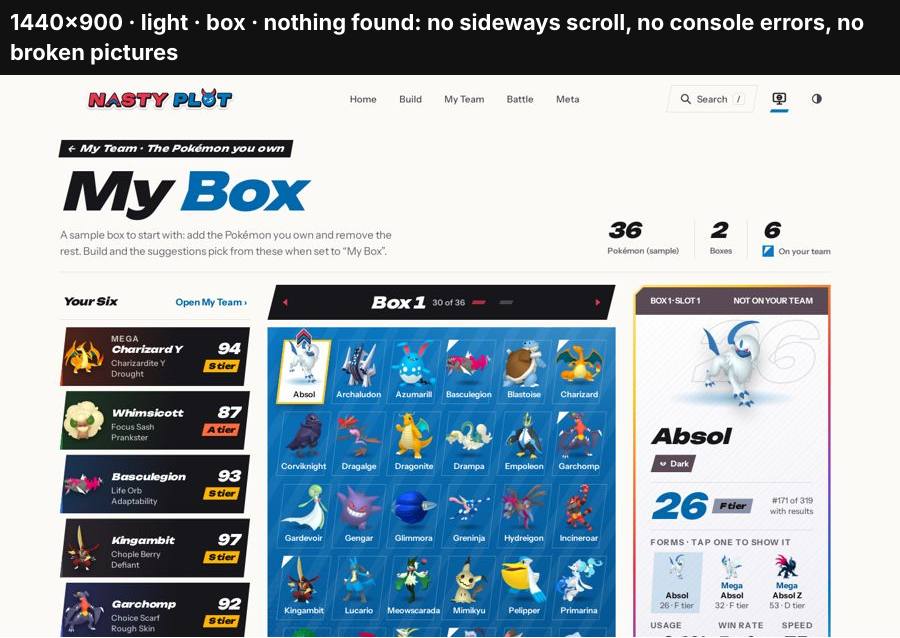 1440×900 · light · box · nothing found: no sideways scroll, no console errors, no
broken pictures
NASTY PLOT
Home
Build
My Team
Battle
Meta
Search /
← My Team · The Pokémon you own
My Box
A sample box to start with: add the Pokémon you own and remove the
rest. Build and the suggestions pick from these when set to “My Box”.
36
Pokémon (sample)
2
Boxes
6
On your team
Your Six
Open My Team ›
MEGA
Charizard Y
Charizardite Y
Drought
94
S tier
Whimsicott
Focus Sash
Prankster
87
A tier
Basculegion
Life Orb
Adaptability
93
S tier
Kingambit
Chople Berry
Defiant
97
S tier
Garchomp
Choice Scarf
Rough Skin
92
S tier
Box 1
30 of 36
Absol
Archaludon
Azumarill
Basculegion
Blastoise
Charizard
Corviknight
Dragalge
Dragonite
Drampa
Empoleon
Garchomp
Gardevoir
Gengar
Glimmora
Greninja
Hydreigon
Incineroar
Kingambit
Lucario
Meowscarada
Mimikyu
Pelipper
Primarina
BOX 1·SLOT 1
NOT ON YOUR TEAM
26
Absol
Dark
26
F tier
#171 of 319
with results
FORMS · TAP ONE TO SHOW IT
Absol
26 · F tier
Mega
Absol
32 · F tier
Mega
Absol Z
53 · D tier
USAGE
WIN RATE
SPEED